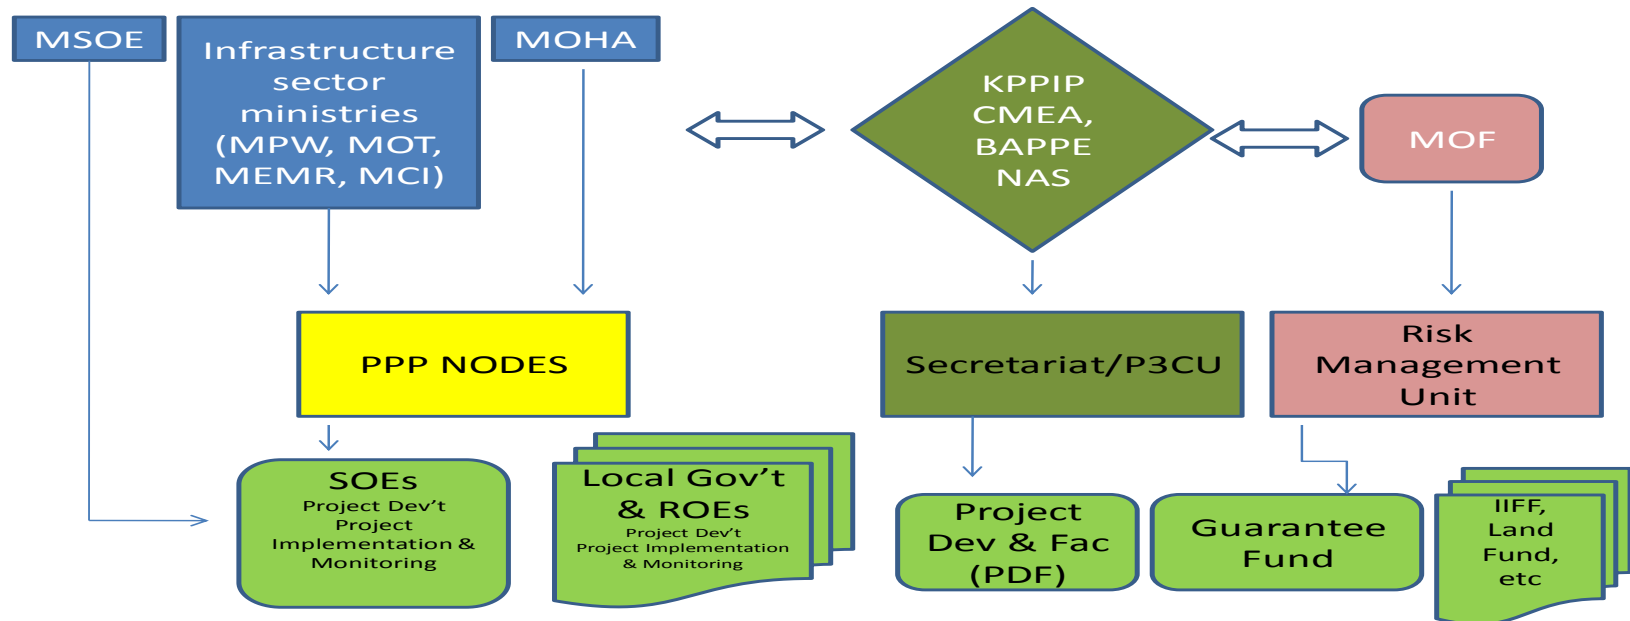 MSOE
Infrastructure
sector
ministries
(MPW, MOT,
MEMR, MCI)
MOHA
KPPIP
CMEA,
BAPPE
NAS
MOF
PPP NODES
Secretariat/P3CU
Risk
Management
Unit
SOEs
Project Dev't
Project
Implementation &
Monitoring
Local Gov't
& ROEs
Project Dev't
Project Implementation
& Monitoring
Project
Dev & Fac
(PDF)
Guarantee
Fund
IIFF,
Land
Fund,
etc